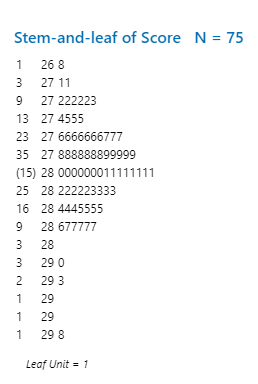 Stem-and-leaf of Score N = 75
1 26 8
3 27 11
9 27 222223
13 27 4555
23 27 6666666777
35 27 888888899999
(15) 28 000000011111111
25 28 222223333
16 28 4445555
9 28 677777
3 28
3 29 0
2 29 3
1 29
1 29
1 29 8
Leaf Unit = 1